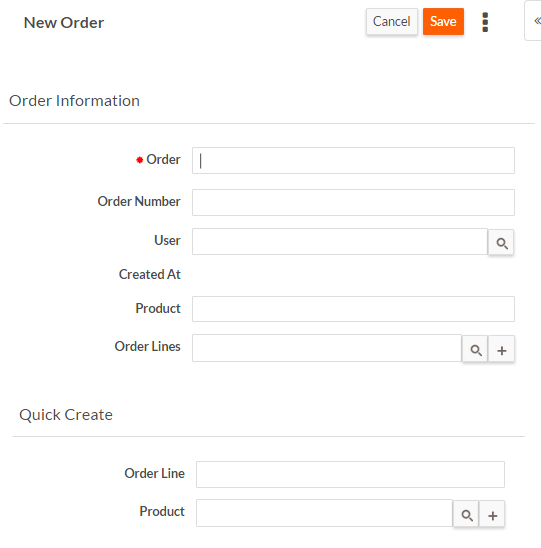 New Order
Cancel
Save
Order Information
Order
Order Number
User
Created At
Product
Order Lines
Quick Create
Order Line
Product